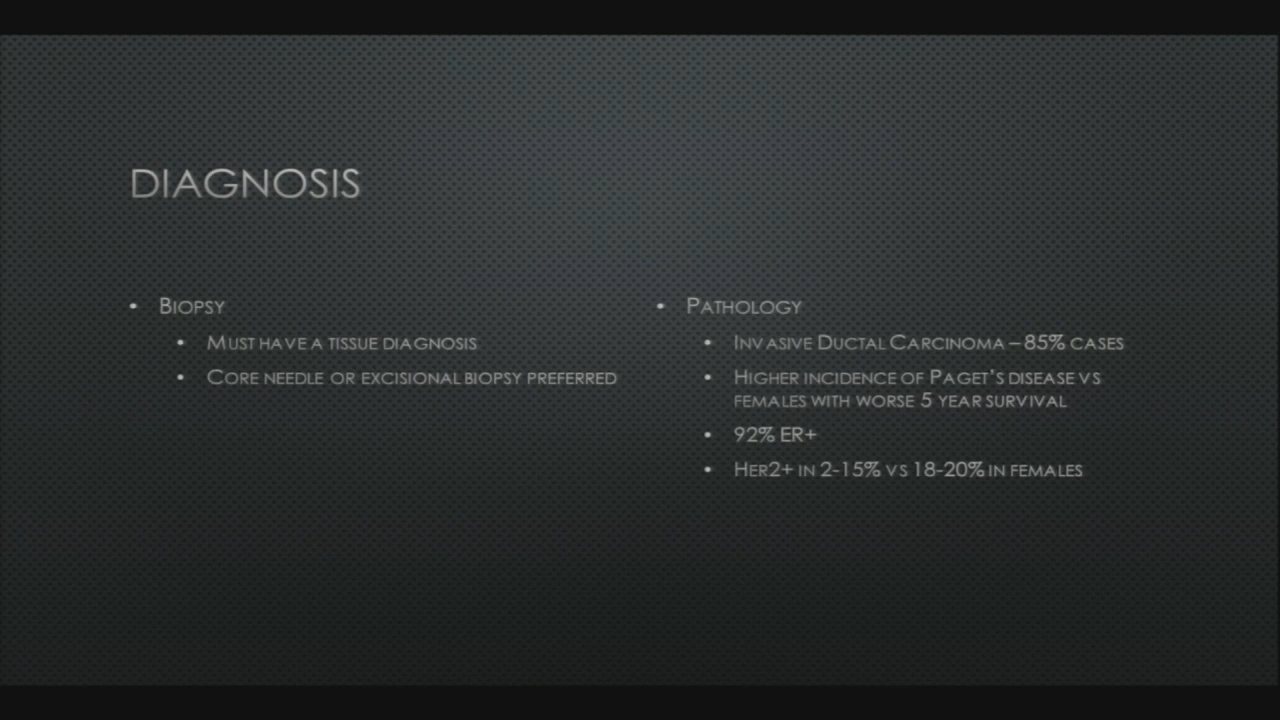 DIAGNOSIS
• BIOPSY
• MUST HAVE A TISSUE DIAGNOSIS
• CORE NEEDLE OR EXCISIONAL BIOPSY PREFERRED
• PATHOLOGY
• INVASIVE DUCTAL CARCINOMA – 85% CASES
• HIGHER INCIDENCE OF PAGET'S DISEASE VS
FEMALES WITH WORSE 5 YEAR SURVIVAL
• 92% ER+
• HER2+ IN 2-15% VS 18-20% IN FEMALES